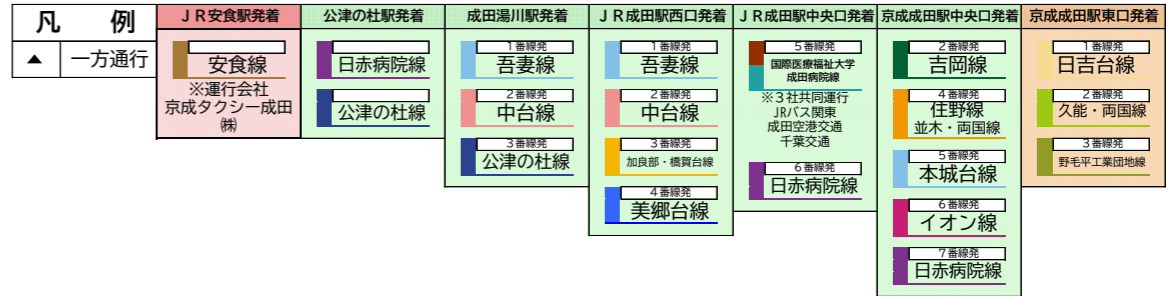 凡 例
▲ 一方通行
ＪＲ安食駅発着
安食線
※運行会社
京成タクシー成田
㈱
公津の杜駅発着
日赤病院線
公津の杜線
成田湯川駅発着
１番線発
吾妻線
２番線発
中台線
３番線発
公津の杜線
ＪＲ成田駅西口発着
１番線発
吾妻線
２番線発
中台線
３番線発
加良部・橋賀台線
４番線発
美郷台線
ＪＲ成田駅中央口発着
５番線発
国際医療福祉大学
成田病院線
※３社共同運行
JRバス関東
成田空港交通
千葉交通
６番線発
日赤病院線
京成成田駅中央口発着
２番線発
吉岡線
４番線発
住野線
並木・両国線
５番線発
本城台線
６番線発
イオン線
７番線発
日赤病院線
京成成田駅東口発着
１番線発
日吉台線
２番線発
久能・両国線
３番線発
野毛平工業団地線